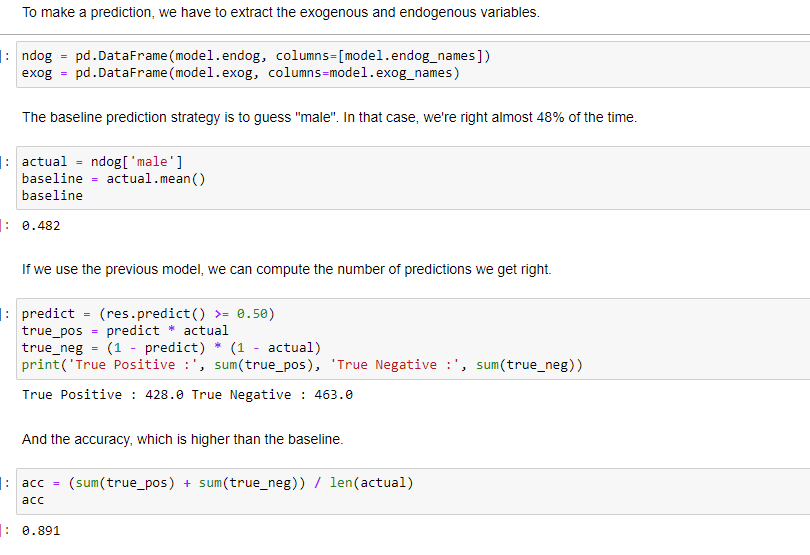 To make a prediction, we have to extract the exogenous and endogenous variables.
]: ndog = pd.DataFrame(model.endog, columns=[model.endog_names])
exog = pd.DataFrame(model.exog, columns=model.exog_names)
The baseline prediction strategy is to guess "male". In that case, we're right almost 48% of the time.
]: actual = ndog['male']
baseline = actual.mean()
baseline
]: 0.482
If we use the previous model, we can compute the number of predictions we get right.
]: predict = (res.predict() >= 0.50)
true_pos = predict * actual
true_neg = (1 - predict) * (1 - actual)
print('True Positive :', sum(true_pos), 'True Negative :', sum(true_neg))
True Positive : 428.0 True Negative : 463.0
And the accuracy, which is higher than the baseline.
]: acc = (sum(true_pos) + sum(true_neg)) / len(actual)
acc
]: 0.891